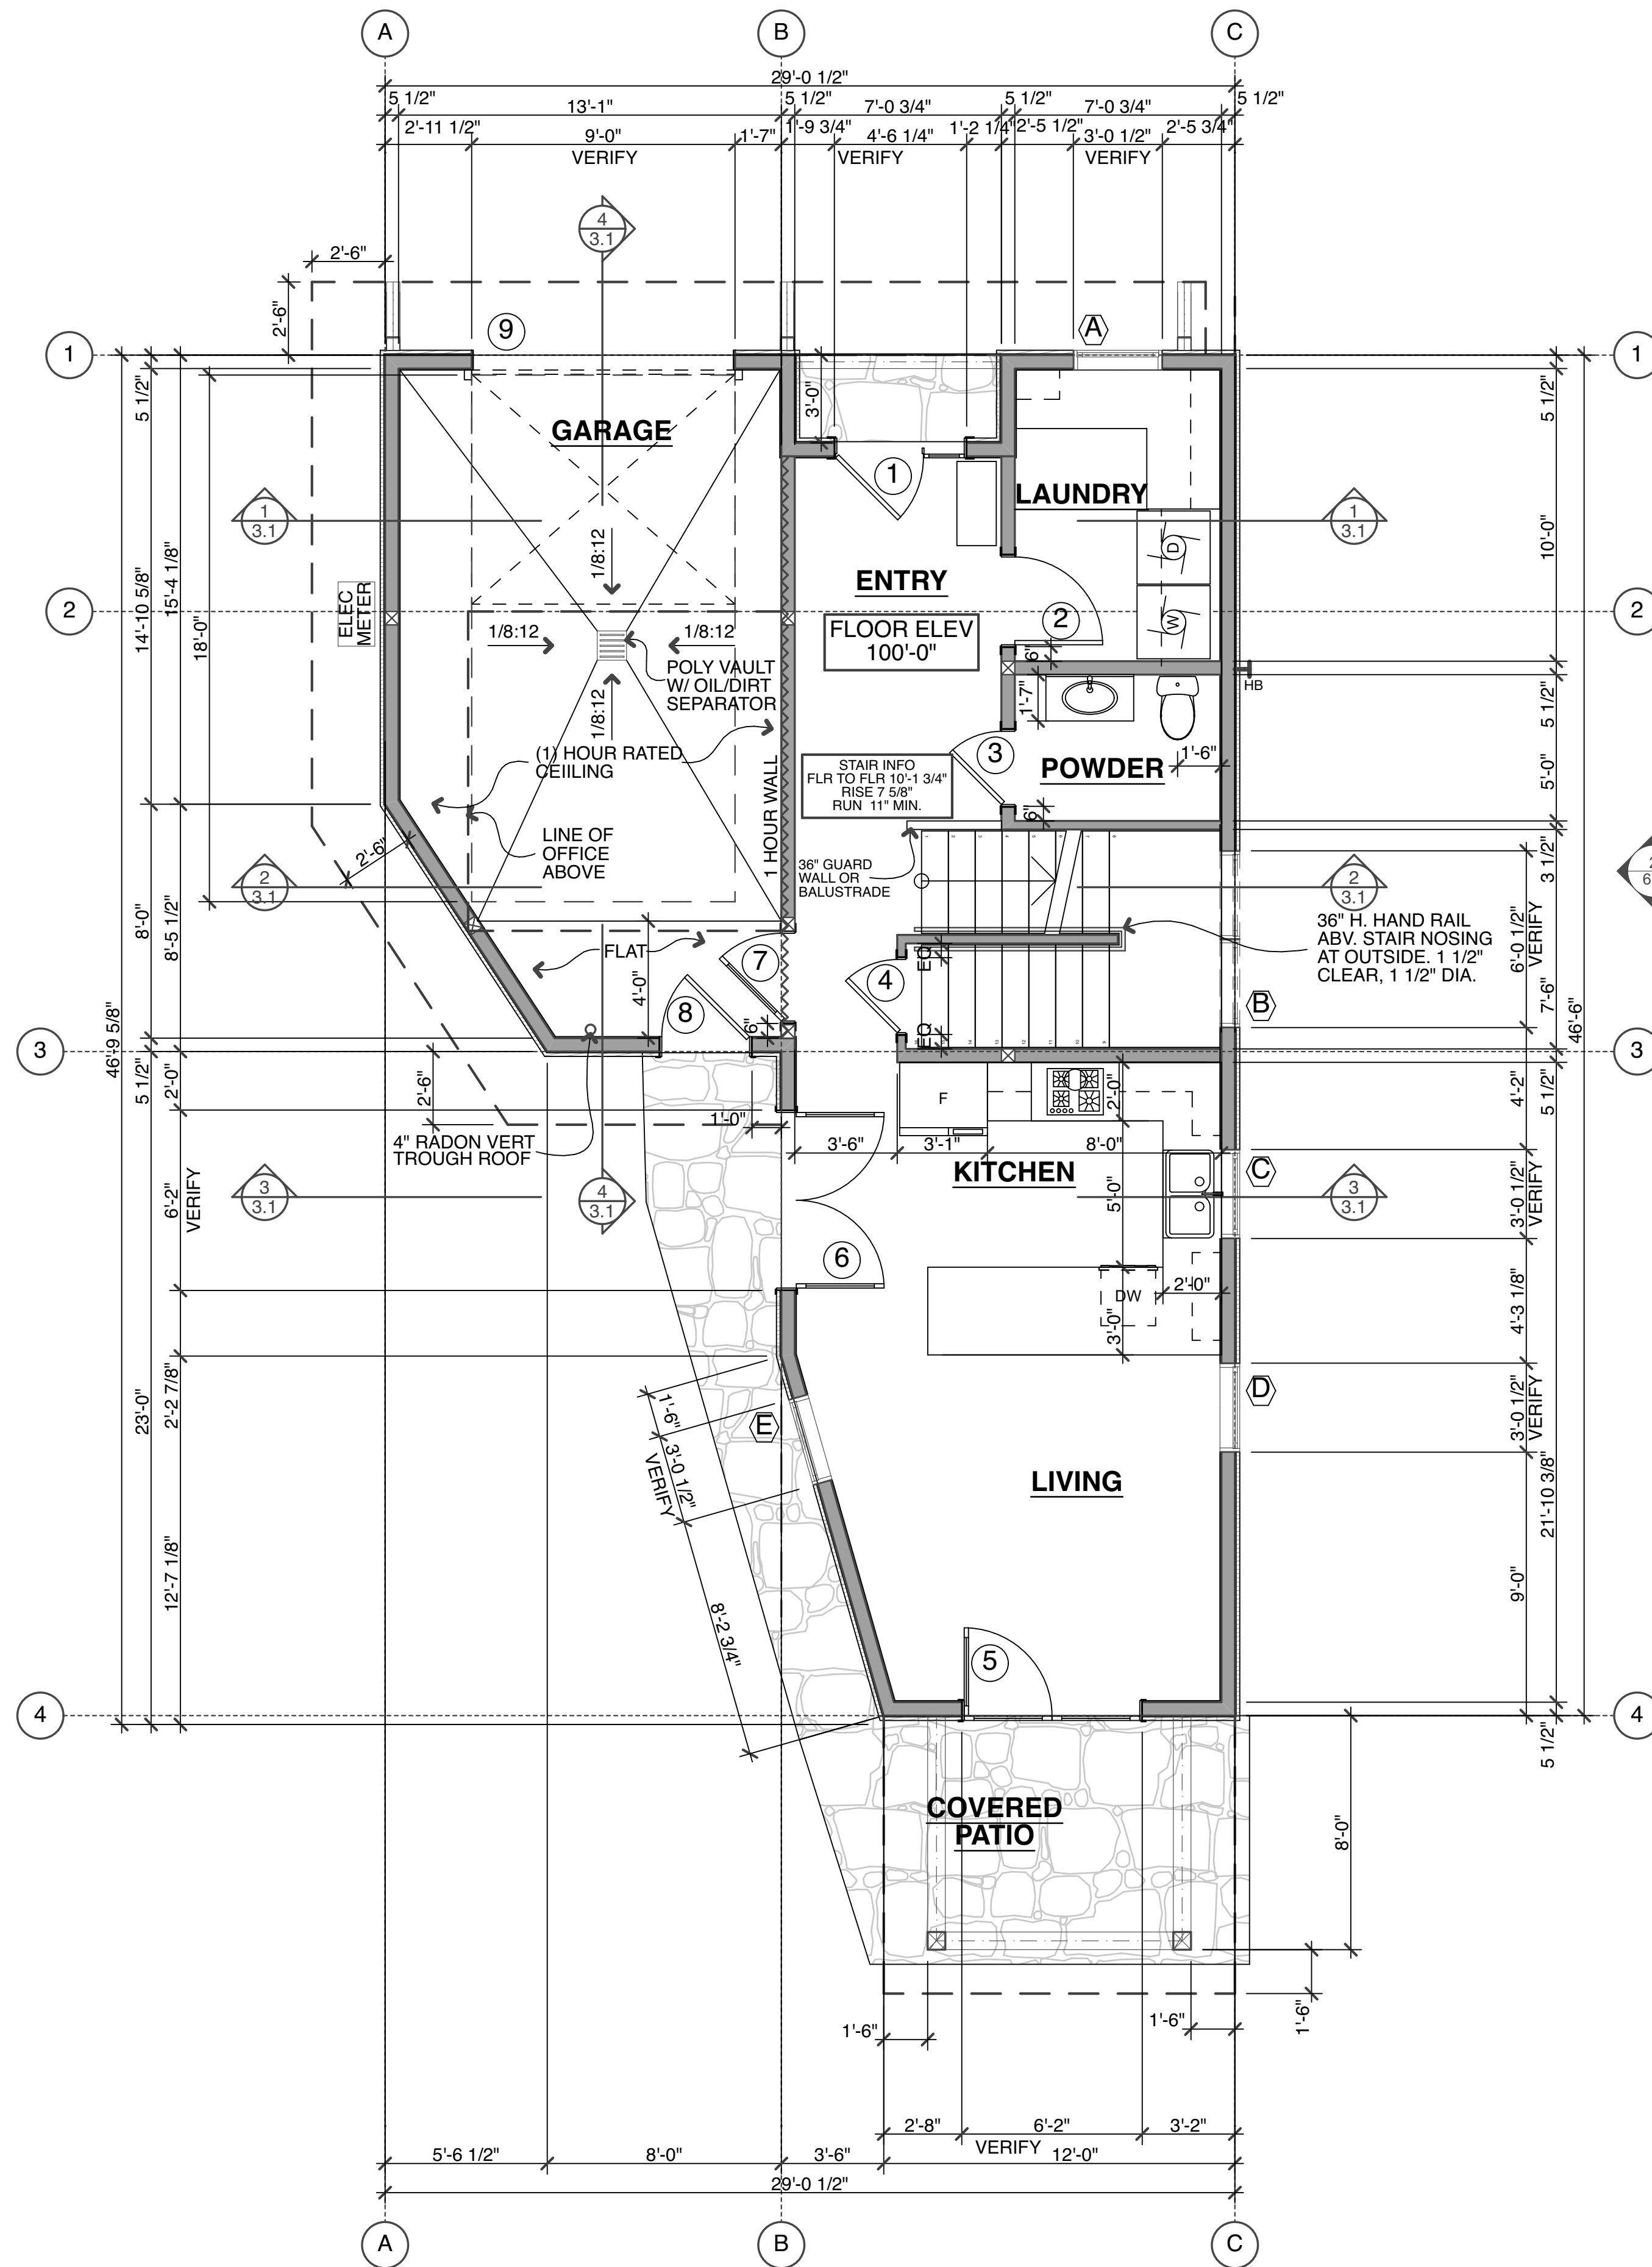 A
B
C
29'-0 1/2"
5 1/2"
13'-1"
5 1/2"
7'-0 3/4"
5 1/2"
7'-0 3/4"
5 1/2"
2'-11 1/2"
9'-0"
VERIFY
1'-7"
1'-9 3/4"
4'-6 1/4"
VERIFY
1'-2 1/4"
2'-5 1/2"
3'-0 1/2"
VERIFY
2'-5 3/4"
4
3.1
2'-6"
2'-6"
9
A
1
1
5 1/2"
5 1/2"
3'-0"
GARAGE
1
LAUNDRY
1
3.1
1
3.1
D
10'-0"
15'-4 1/8"
14'-10 5/8"
18'-0"
1/8:12
ENTRY
2
2
ELEC
METER
2
W
FLOOR ELEV
100'-0"
1/8:12
1/8:12
POLY VAULT
W/ OIL/DIRT
SEPARATOR
6"
HB
1/8:12
1'-7"
5 1/2"
(1) HOUR RATED
CEIILING
1 HOUR WALL
3
POWDER
1'-6"
STAIR INFO
FLR TO FLR 10'-1 3/4"
RISE 7 5/8"
RUN 11" MIN.
5'-0"
6"
LINE OF
OFFICE
ABOVE
2'-6"
36" GUARD
WALL OR
BALUSTRADE
3 1/2"
2
3.1
2
3.1
2
6
8'-0"
8'-5 1/2"
36" H. HAND RAIL
ABV. STAIR NOSING
AT OUTSIDE. 1 1/2"
CLEAR, 1 1/2" DIA.
6'-0 1/2"
VERIFY
7'-6"
FLAT
4'-0"
7
4
EQ
EQ
8
6"
B
46'-6"
46'-9 5/8"
3
3
5 1/2"
2'-0"
2'-6"
4" RADON VERT
TROUGH ROOF
1'-0"
F
2'-0"
4'-2"
5 1/2"
3'-6"
3'-1"
8'-0"
KITCHEN
C
6'-2"
VERIFY
3
3.1
4
3.1
5'-0"
3
3.1
3'-0 1/2"
VERIFY
6
DW
2'-0"
3'-0"
4'-3 1/8"
D
23'-0"
2'-2 7/8"
1'-6"
E
3'-0 1/2"
VERIFY
3'-0 1/2"
VERIFY
LIVING
21'-10 3/8"
12'-7 1/8"
9'-0"
8'-2 3/4"
5
4
4
5 1/2"
COVERED
PATIO
8'-0"
1'-6"
1'-6"
1'-6"
2'-8"
6'-2"
VERIFY
3'-2"
5'-6 1/2"
8'-0"
3'-6"
12'-0"
29'-0 1/2"
A
B
C